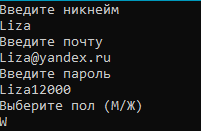 Введите никнейм
Liza
Введите почту
Liza@yandex.ru
Введите пароль
Liza12000
Выберите пол (М/Ж)
W